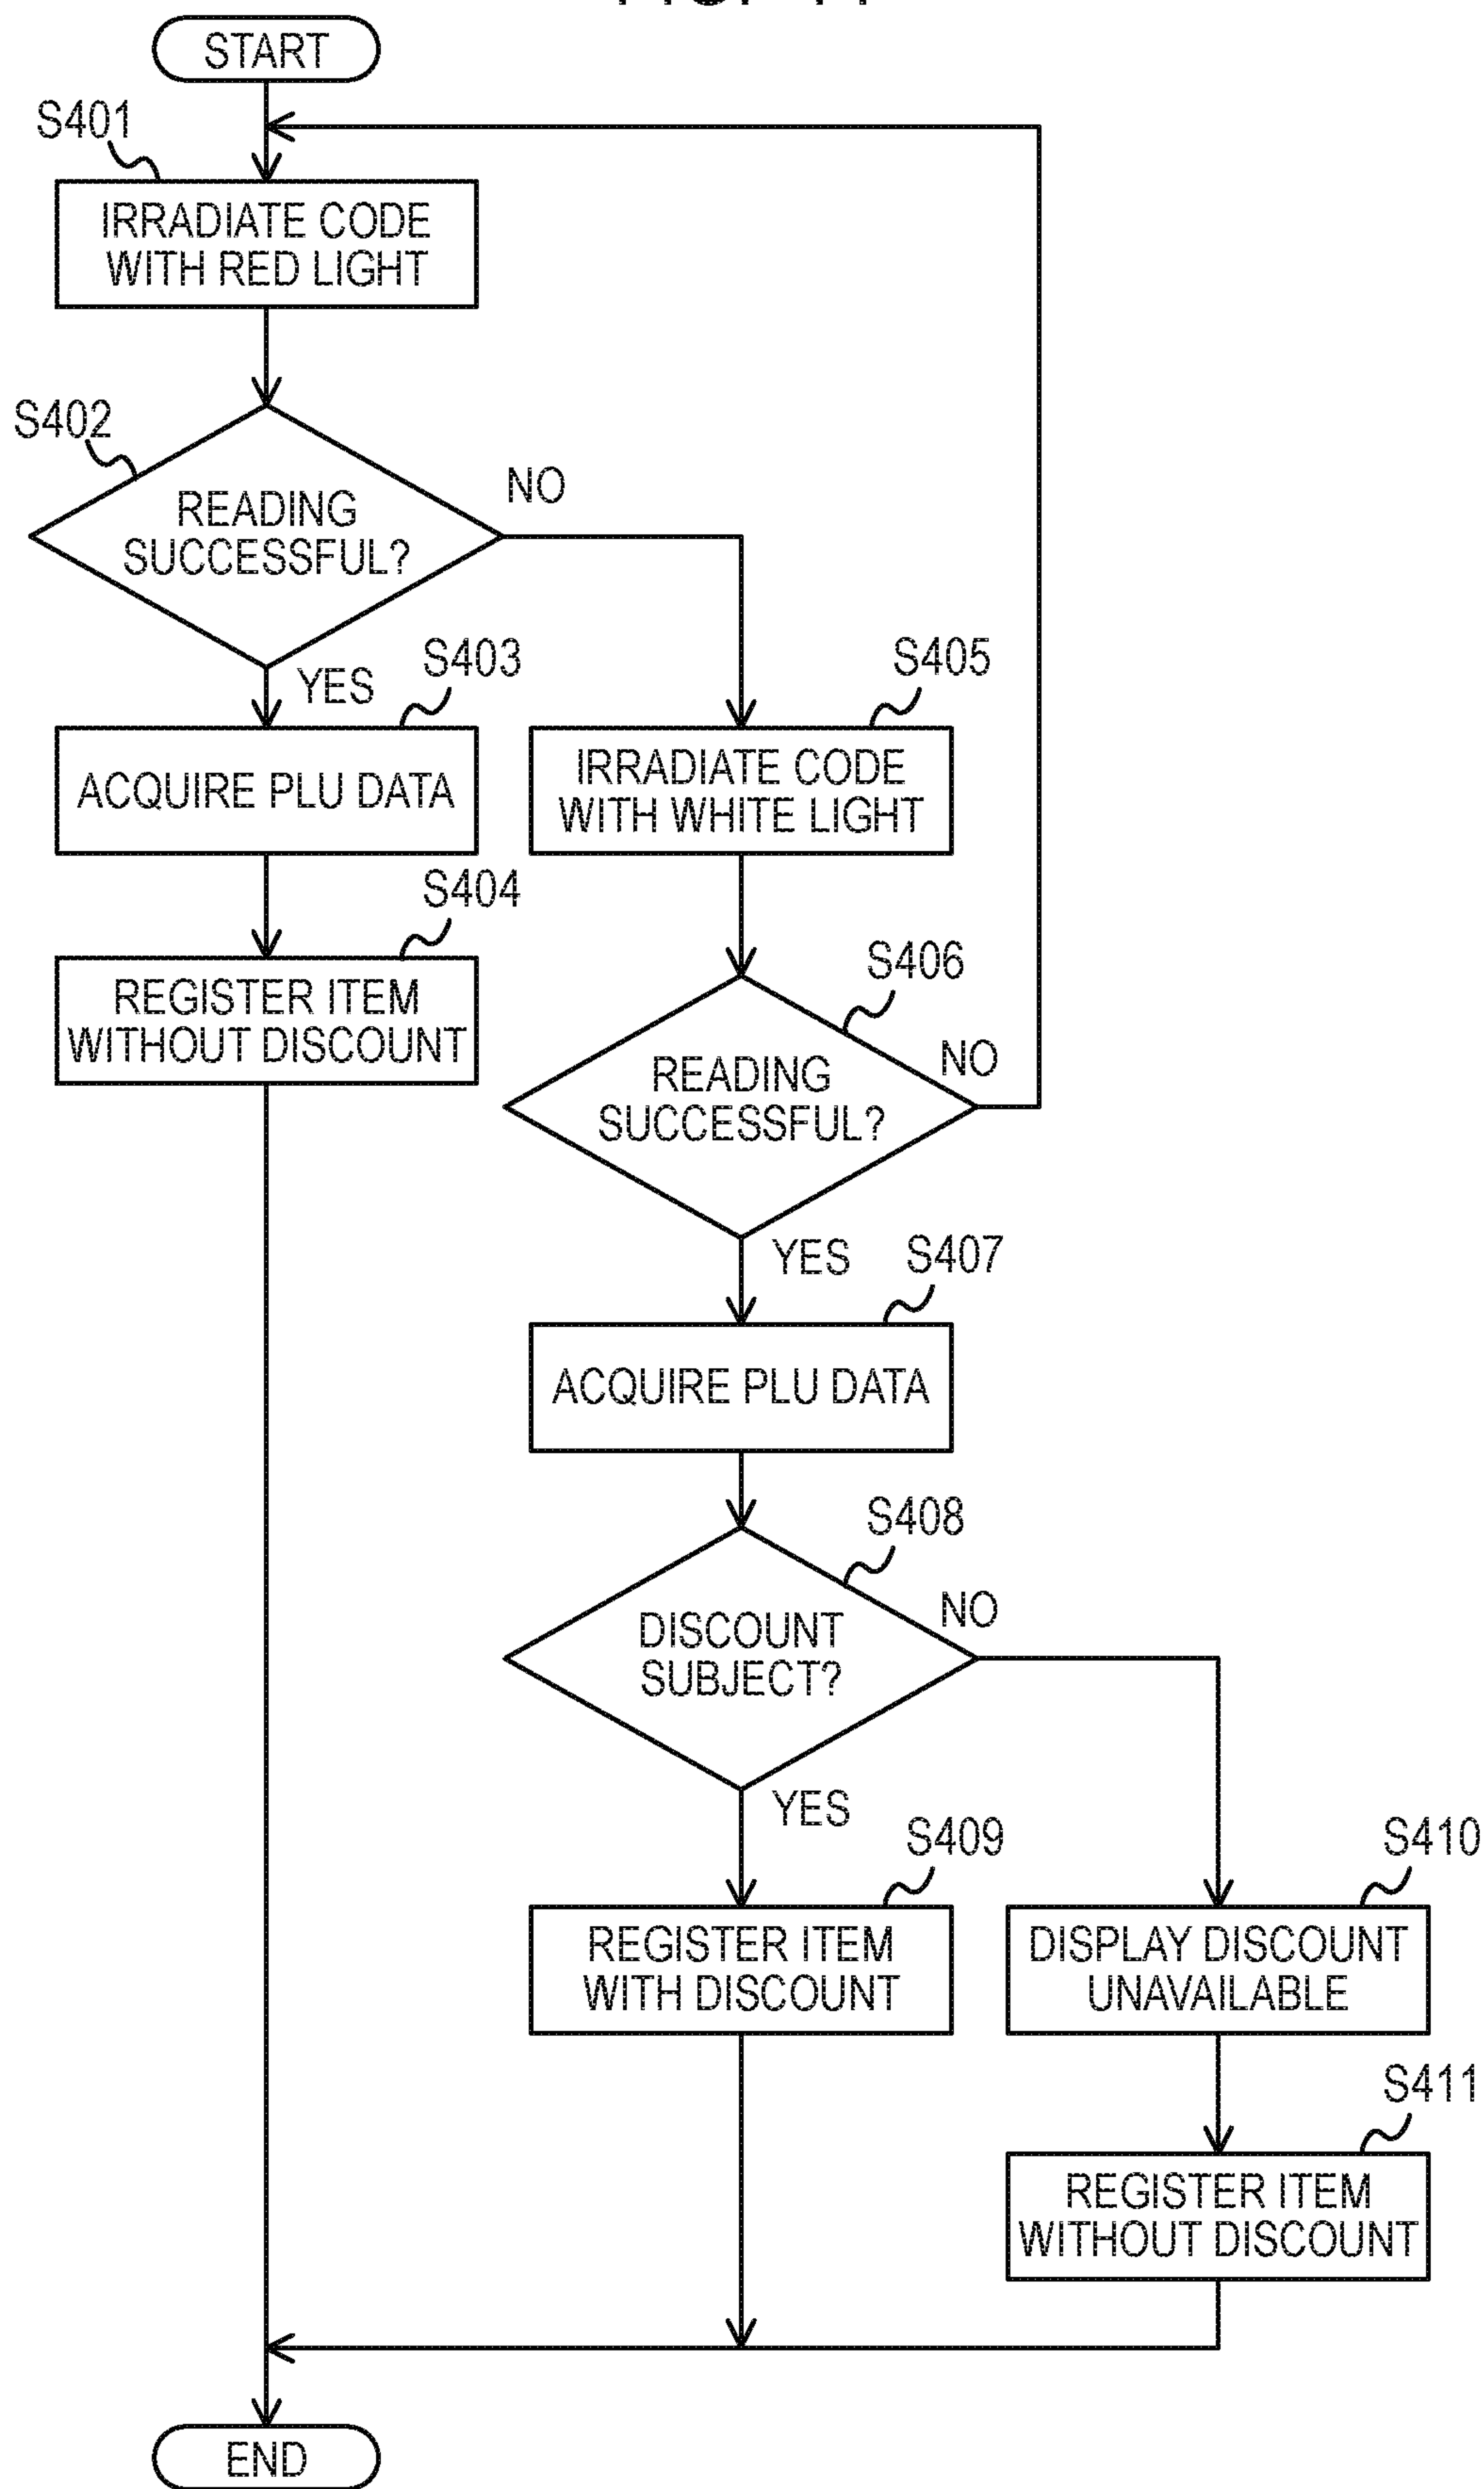 START
S401
IRRADIATE CODE
WITH RED LIGHT
S402
READING
SUCCESSFUL?
NO
YES
S403
ACQUIRE PLU DATA
S404
REGISTER ITEM
WITHOUT DISCOUNT
S405
IRRADIATE CODE
WITH WHITE LIGHT
S406
READING
SUCCESSFUL?
NO
YES
S407
ACQUIRE PLU DATA
S408
DISCOUNT
SUBJECT?
NO
YES
S409
REGISTER ITEM
WITH DISCOUNT
S410
DISPLAY DISCOUNT
UNAVAILABLE
S411
REGISTER ITEM
WITHOUT DISCOUNT
END